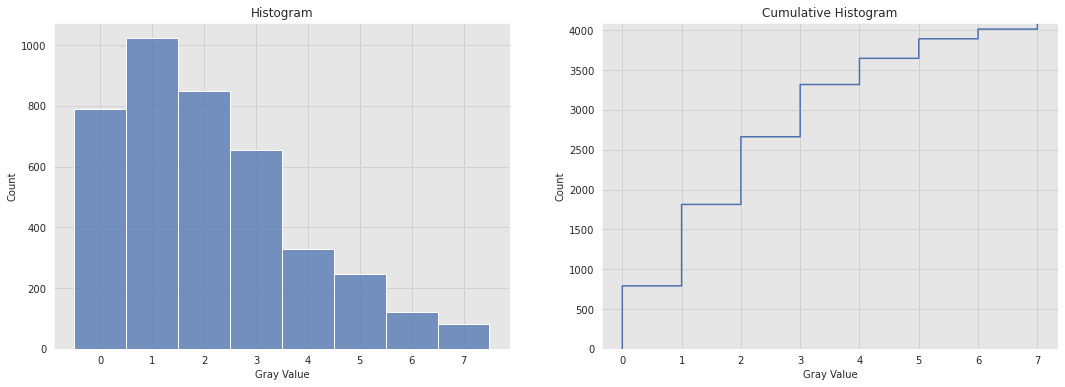 Histogram
1000
800
600
400
200
0
Count
0 1 2 3 4 5 6 7
Gray Value
Cumulative Histogram
4000
3500
3000
2500
2000
1500
1000
500
0
Count
0 1 2 3 4 5 6 7
Gray Value